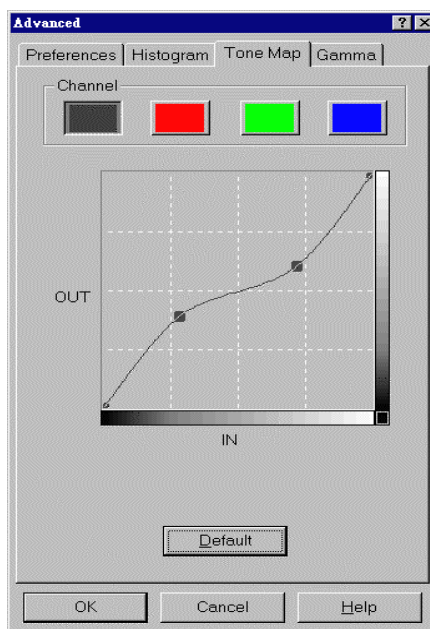 Advanced
Preferences Histogram Tone Map Gamma
Channel
OUT
IN
Default
OK Cancel Help